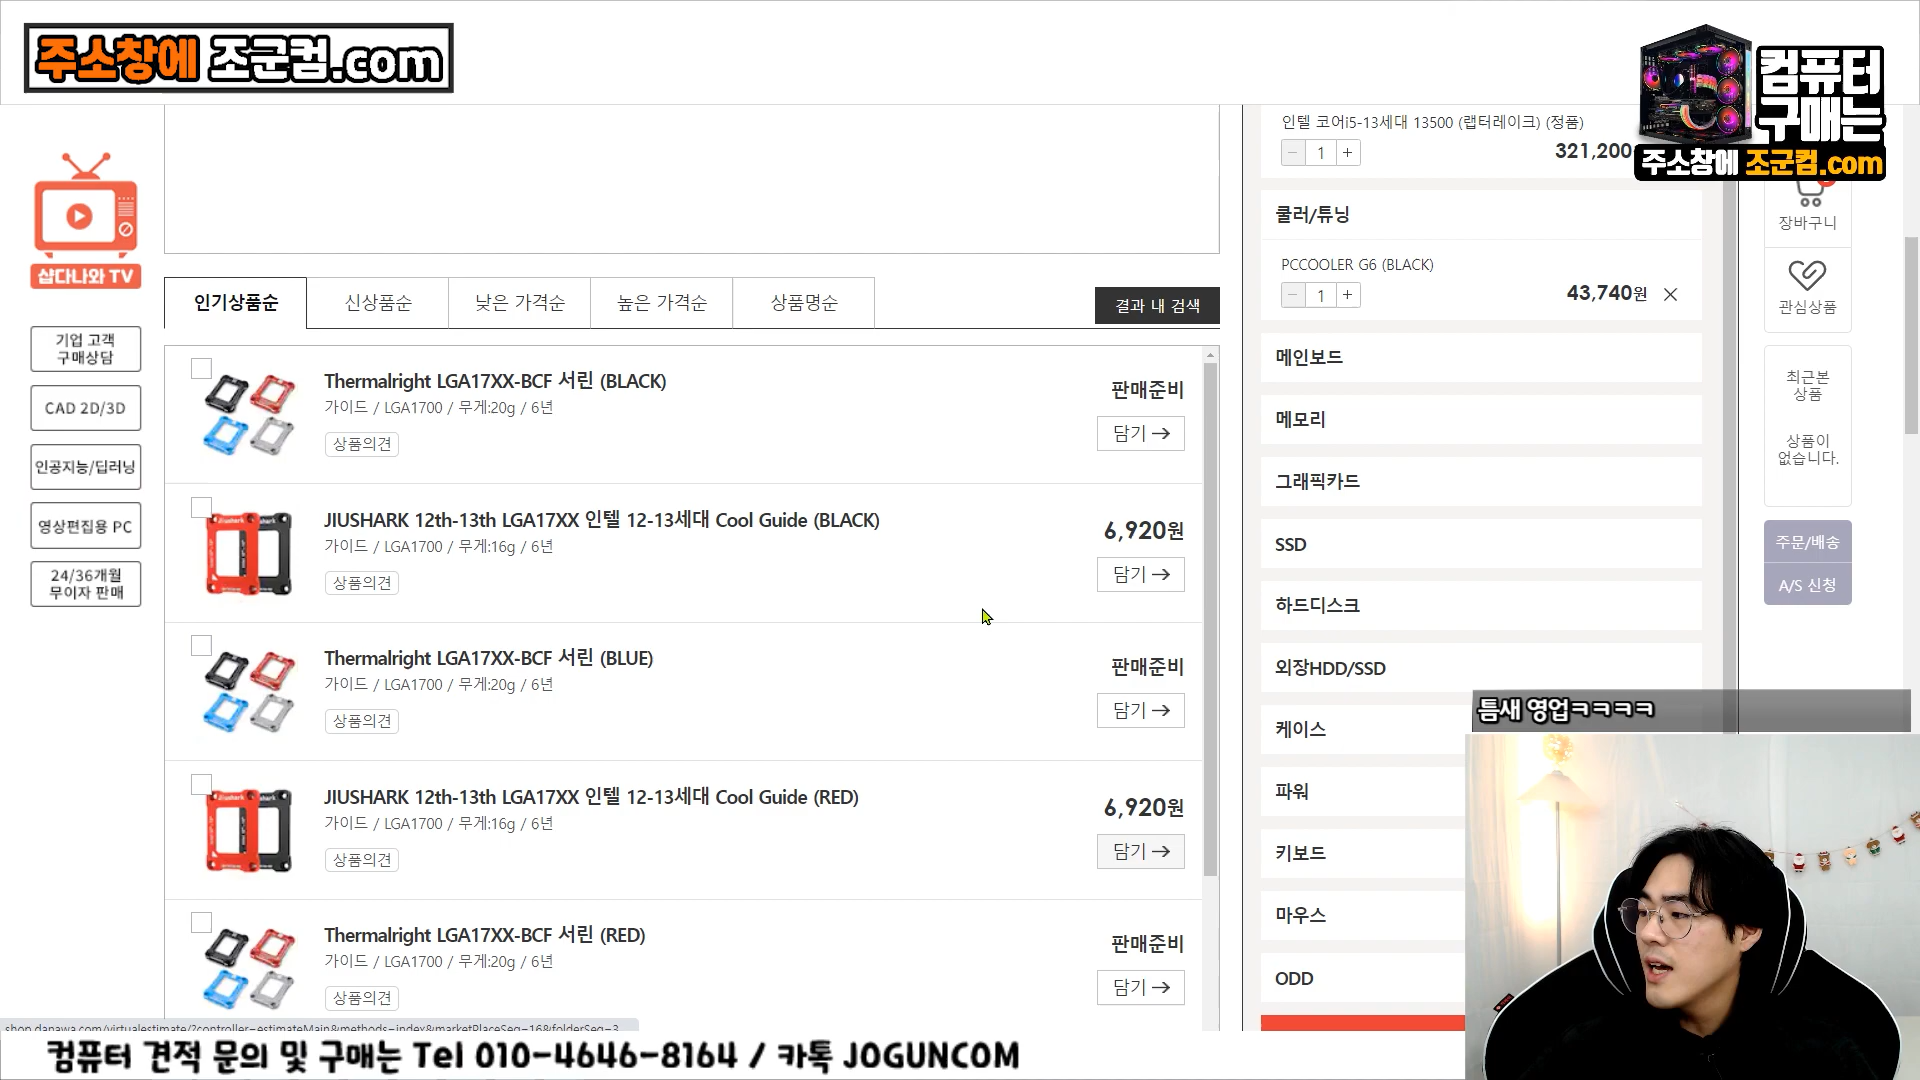 주소창에 조군컴.com
컴퓨터
구매는
주소창에 조군컴.com
샵다나와 TV
기업 고객
구매상담
CAD 2D/3D
인공지능/딥러닝
영상편집용 PC
24/36개월
무이자 판매
인기상품순
신상품순
낮은 가격순
높은 가격순
상품명순
결과 내 검색
Thermalright LGA17XX-BCF 서린 (BLACK)
가이드 / LGA1700 / 무게:20g / 6년
상품의견
판매준비
담기
JIUSHARK 12th-13th LGA17XX 인텔 12-13세대 Cool Guide (BLACK)
가이드 / LGA1700 / 무게:16g / 6년
상품의견
6,920원
담기
Thermalright LGA17XX-BCF 서린 (BLUE)
가이드 / LGA1700 / 무게:20g / 6년
상품의견
판매준비
담기
JIUSHARK 12th-13th LGA17XX 인텔 12-13세대 Cool Guide (RED)
가이드 / LGA1700 / 무게:16g / 6년
상품의견
6,920원
담기
Thermalright LGA17XX-BCF 서린 (RED)
가이드 / LGA1700 / 무게:20g / 6년
상품의견
판매준비
담기
인텔 코어i5-13세대 13500 (랩터레이크) (정품)
1
321,200
쿨러/튜닝
PCCOOLER G6 (BLACK)
1
43,740원
메인보드
메모리
그래픽카드
SSD
하드디스크
외장HDD/SSD
케이스
파워
키보드
마우스
ODD
장바구니
관심상품
최근본
상품
상품이
없습니다.
주문/배송
A/S 신청
틈새 영업ㅋㅋㅋㅋ
shop.danawa.com/virtualestimate/?controller=estimateMain&methods=index&marketPlaceSeq=16&folderSeq=3
컴퓨터 견적 문의 및 구매는 Tel 010-4646-8164 / 카톡 JOGUNCOM